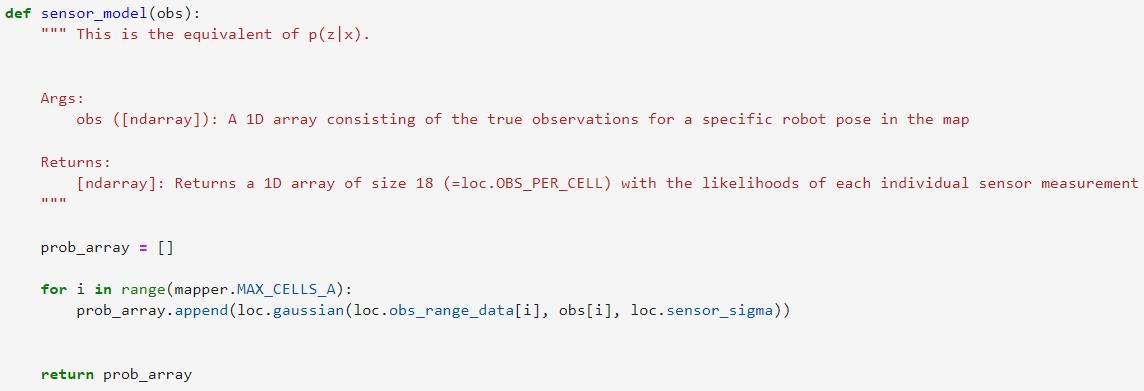 def sensor_model(obs):
    """ This is the equivalent of p(z|x).
    Args:
        obs ([ndarray]): A 1D array consisting of the true observations for a specific robot pose in the map
    Returns:
        [ndarray]: Returns a 1D array of size 18 (=loc.OBS_PER_CELL) with the likelihoods of each individual sensor measurement
    """
    prob_array = []
    for i in range(mapper.MAX_CELLS_A):
        prob_array.append(loc.gaussian(loc.obs_range_data[i], obs[i], loc.sensor_sigma))
    return prob_array